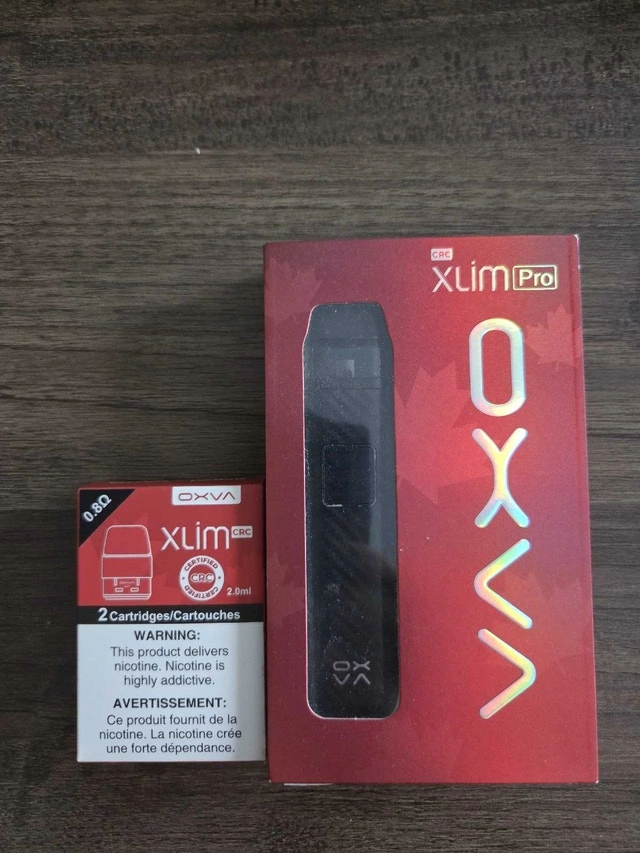 CRC
XLIM Pro
OXVA
OX
VA
0.8Ω
OXVA
XLIM CRC
CERTIFIED
CRC
CERTIFIED
2.0ml
2 Cartridges/Cartouches
WARNING:
This product delivers
nicotine. Nicotine is
highly addictive.
AVERTISSEMENT:
Ce produit fournit de la
nicotine. La nicotine crée
une forte dépendance.